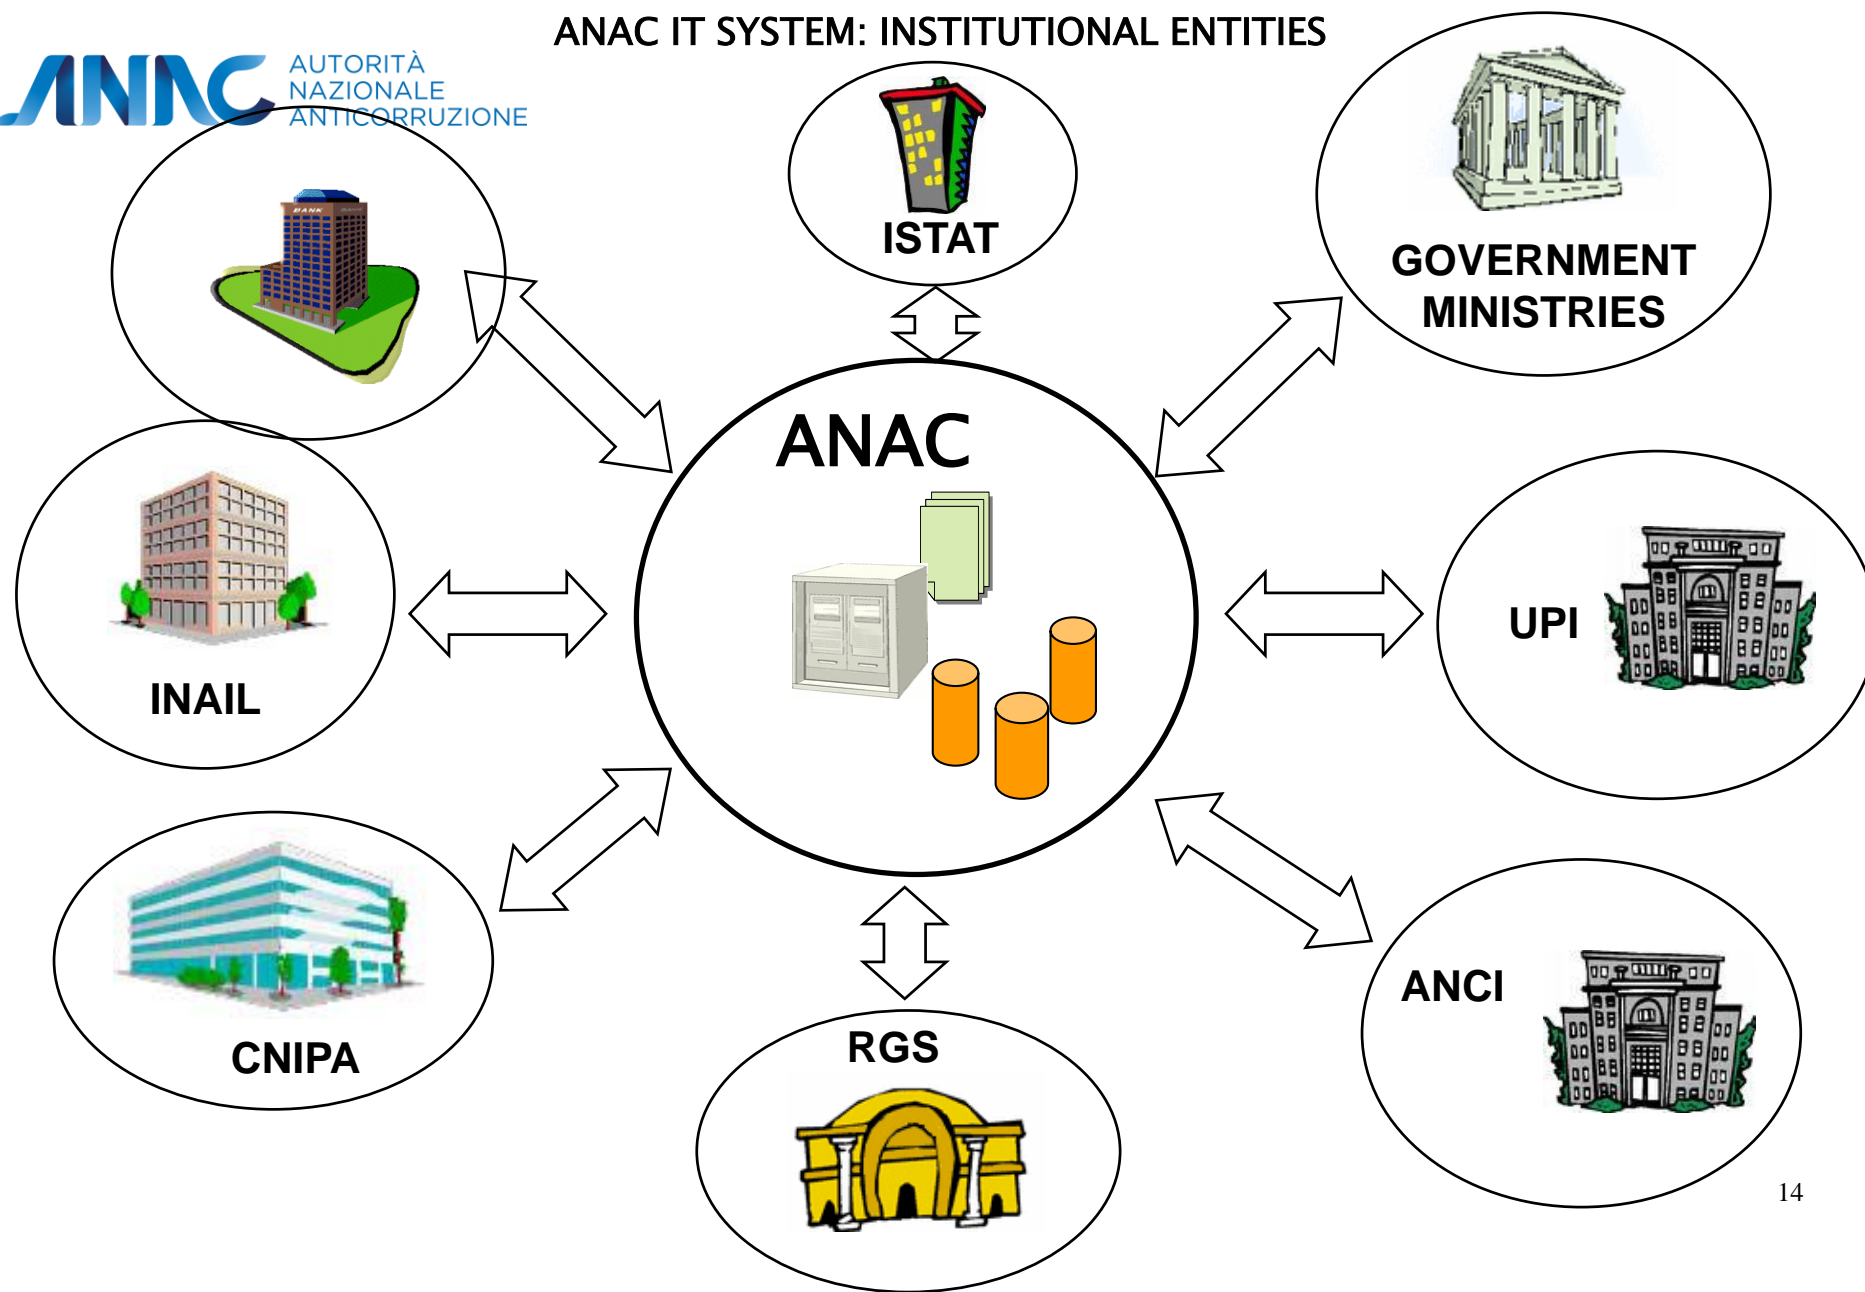 ANAC IT SYSTEM: INSTITUTIONAL ENTITIES
ANAC
AUTORITÀ
NAZIONALE
ANTICORRUZIONE
BANK
ISTAT
GOVERNMENT
MINISTRIES
ANAC
INAIL
UPI
CNIPA
RGS
ANCI
14